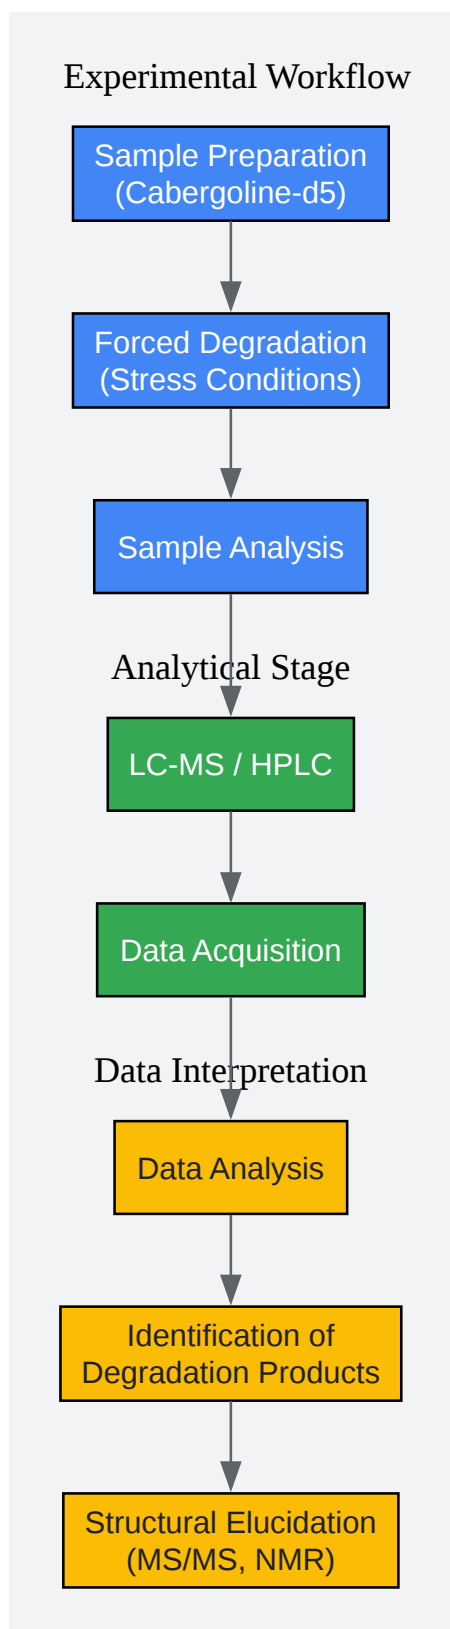 Experimental Workflow
Sample Preparation
(Cabergoline-d5)
Forced Degradation
(Stress Conditions)
Sample Analysis
Analytical Stage
LC-MS / HPLC
Data Acquisition
Data Interpretation
Data Analysis
Identification of
Degradation Products
Structural Elucidation
(MS/MS, NMR)